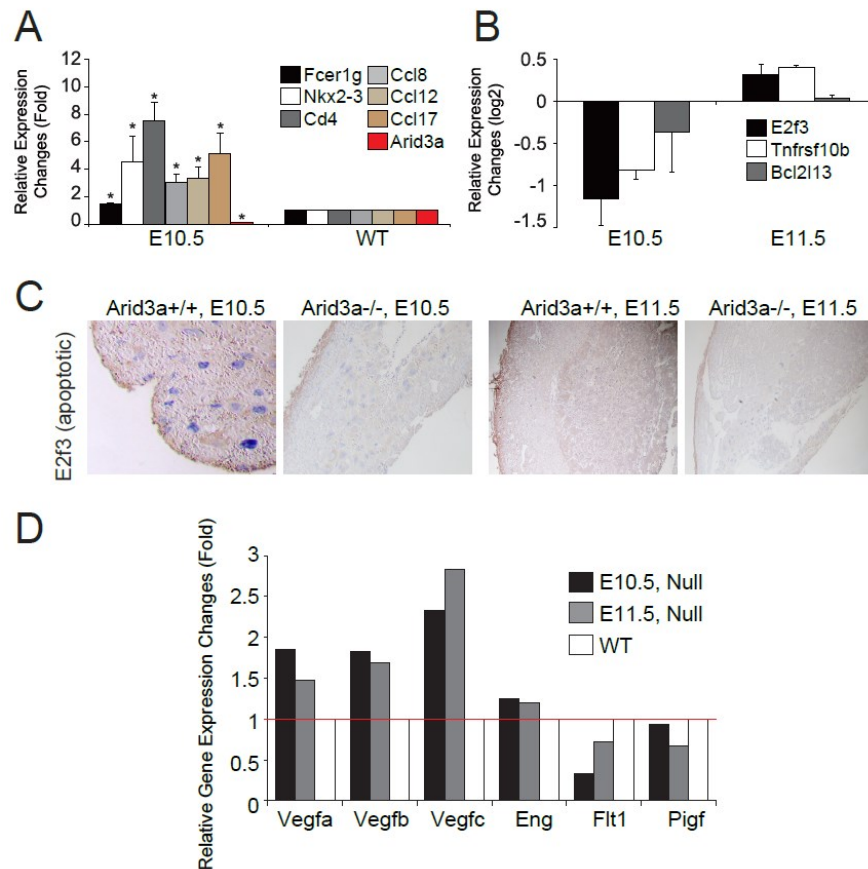 A
Relative Expression
Changes (Fold)
12
10
8
6
4
2
0
* * * * * * *
Fcer1g
Nkx2-3
Cd4
Ccl8
Ccl12
Ccl17
Arid3a
E10.5
WT
B
Relative Expression
Changes (log2)
0.5
0
-0.5
-1
-1.5
E2f3
Tnfrsf10b
Bcl2l13
E10.5
E11.5
C
Arid3a+/+, E10.5
Arid3a-/-, E10.5
Arid3a+/+, E11.5
Arid3a-/-, E11.5
E2f3 (apoptotic)
D
Relative Gene Expression Changes (Fold)
3
2.5
2
1.5
1
0.5
0
E10.5, Null
E11.5, Null
WT
Vegfa
Vegfb
Vegfc
Eng
Flt1
Pigf